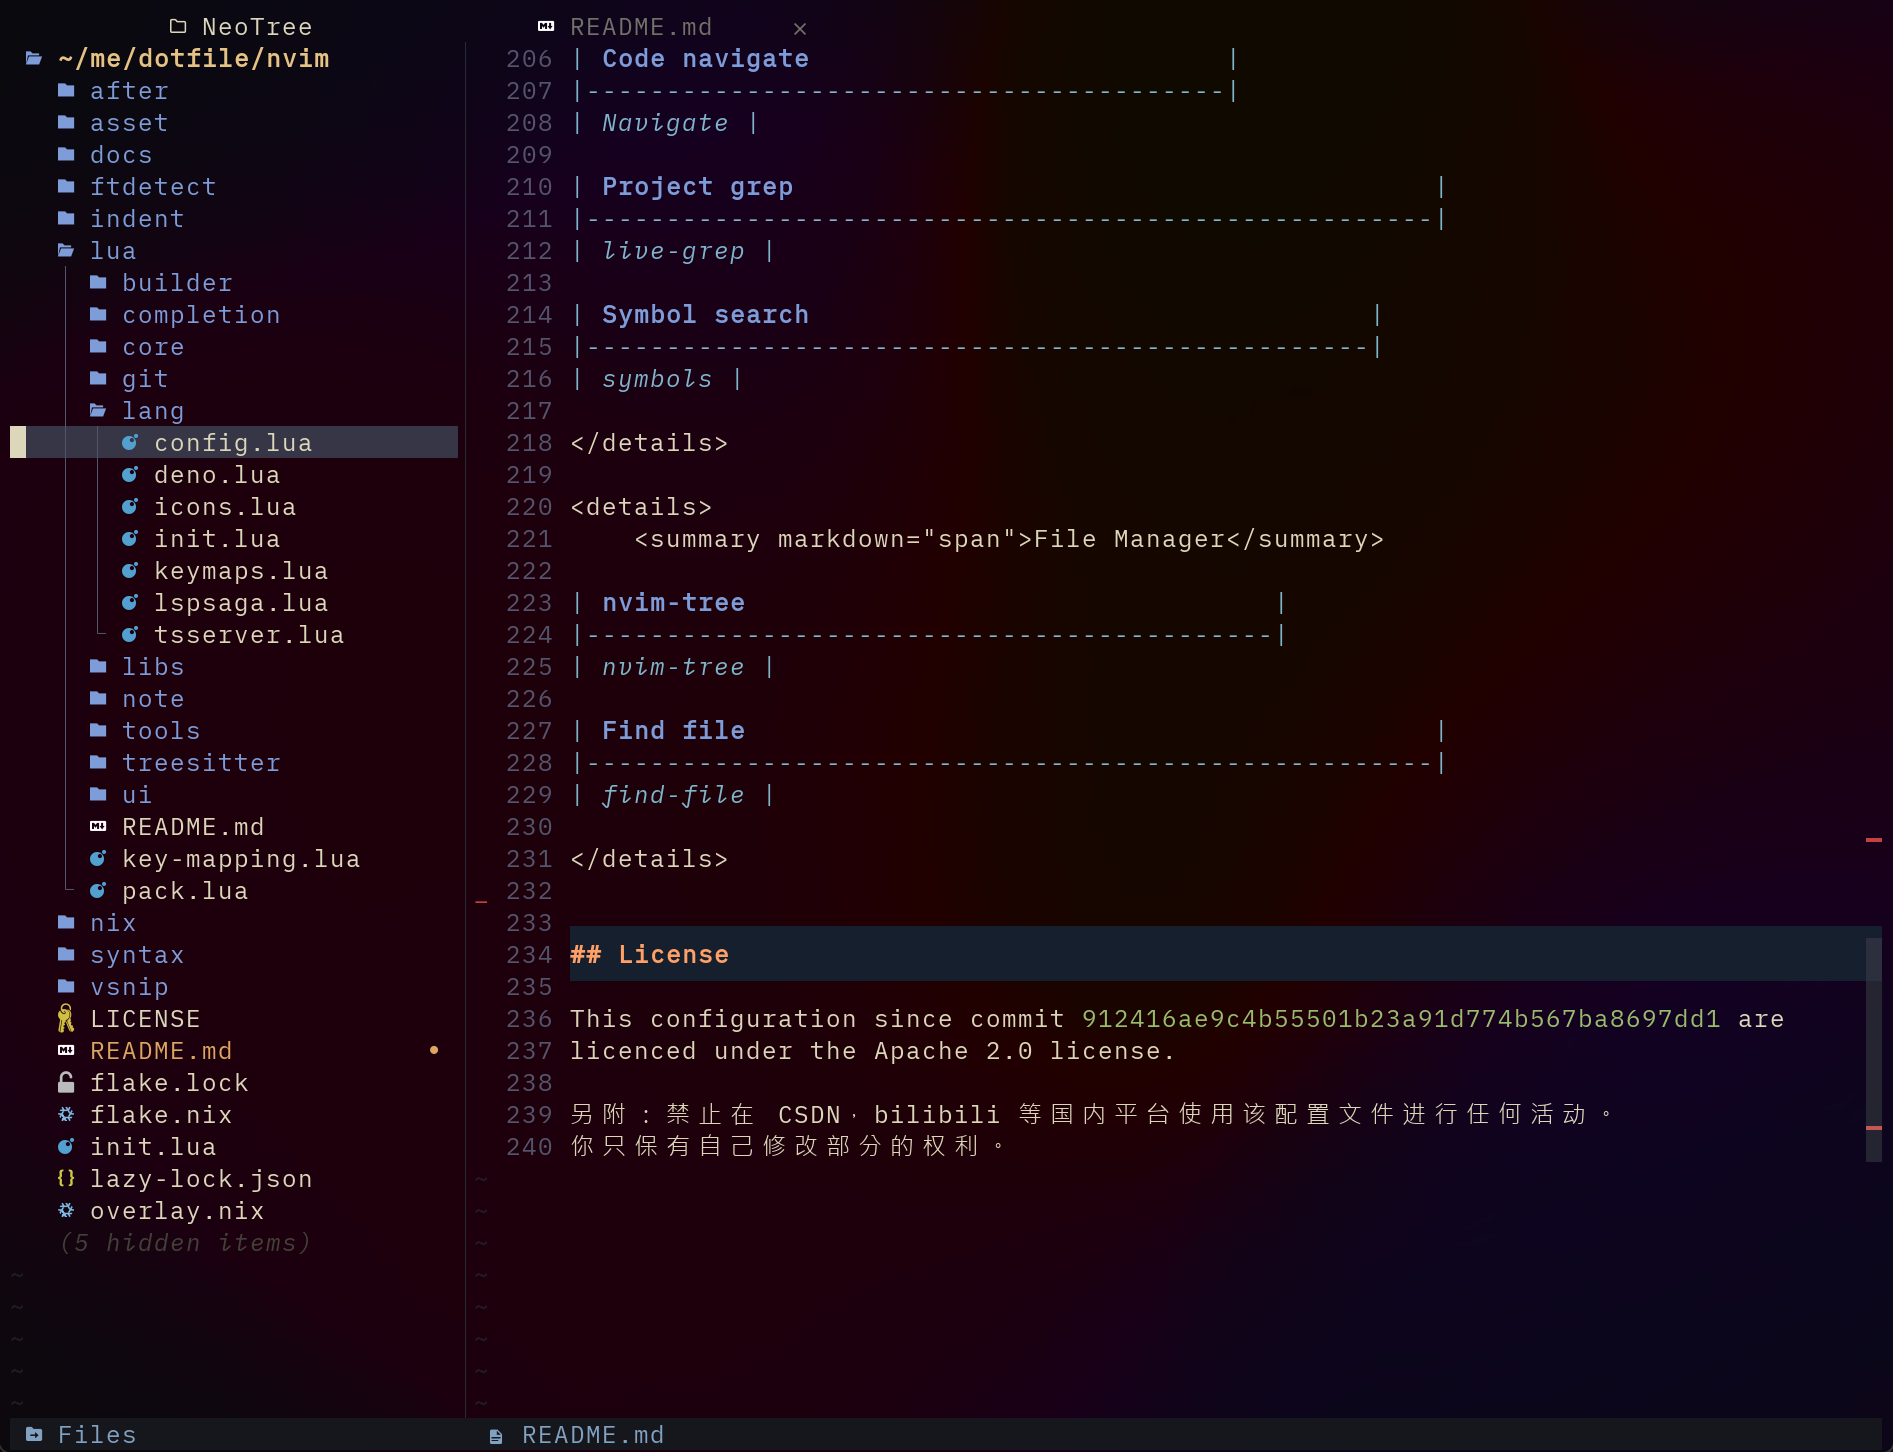 NeoTree
~/me/dotfile/nvim
after
asset
docs
ftdetect
indent
lua
builder
completion
core
git
lang
config.lua
deno.lua
icons.lua
init.lua
keymaps.lua
lspsaga.lua
tsserver.lua
libs
note
tools
treesitter
ui
README.md
key-mapping.lua
pack.lua
nix
syntax
vsnip
LICENSE
README.md ●
flake.lock
flake.nix
init.lua
lazy-lock.json
overlay.nix
(5 hidden items)
~
~
~
~
~
Files
README.md ×
206 | Code navigate                          |
207 |----------------------------------------|
208 | Navigate |
209
210 | Project grep                                        |
211 |-----------------------------------------------------|
212 | live-grep |
213
214 | Symbol search                                   |
215 |-------------------------------------------------|
216 | symbols |
217
218 </details>
219
220 <details>
221     <summary markdown="span">File Manager</summary>
222
223 | nvim-tree                                 |
224 |-------------------------------------------|
225 | nvim-tree |
226
227 | Find file                                           |
228 |-----------------------------------------------------|
229 | find-file |
230
231 </details>
_ 232
233
234 ## License
235
236 This configuration since commit 912416ae9c4b55501b23a91d774b567ba8697dd1 are
237 licenced under the Apache 2.0 license.
238
239 另附：禁止在 CSDN，bilibili 等国内平台使用该配置文件进行任何活动。
240 你只保有自己修改部分的权利。
~
~
~
~
~
~
~
~
README.md